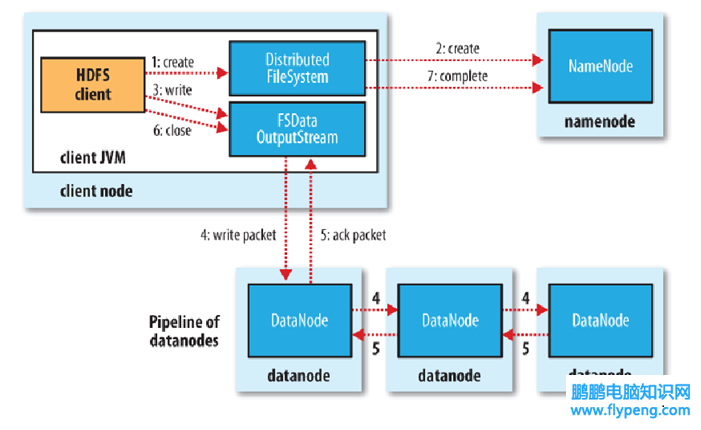 HDFS
client
1: create
Distributed
FileSystem
2: create
7: complete
NameNode
namenode
3: write
6: close
FSData
OutputStream
client JVM
client node
4: write packet
5: ack packet
Pipeline of
datanodes
DataNode
4
5
DataNode
4
5
DataNode
datanode
datanode
datanode
鹏鹏电脑知识网
www.flypeng.com